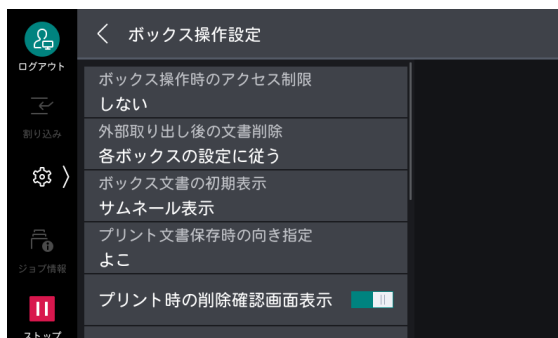 ログアウト
割り込み
ジョブ情報
ストップ
ボックス操作設定
ボックス操作時のアクセス制限
しない
外部取り出し後の文書削除
各ボックスの設定に従う
ボックス文書の初期表示
サムネール表示
プリント文書保存時の向き指定
よこ
プリント時の削除確認画面表示